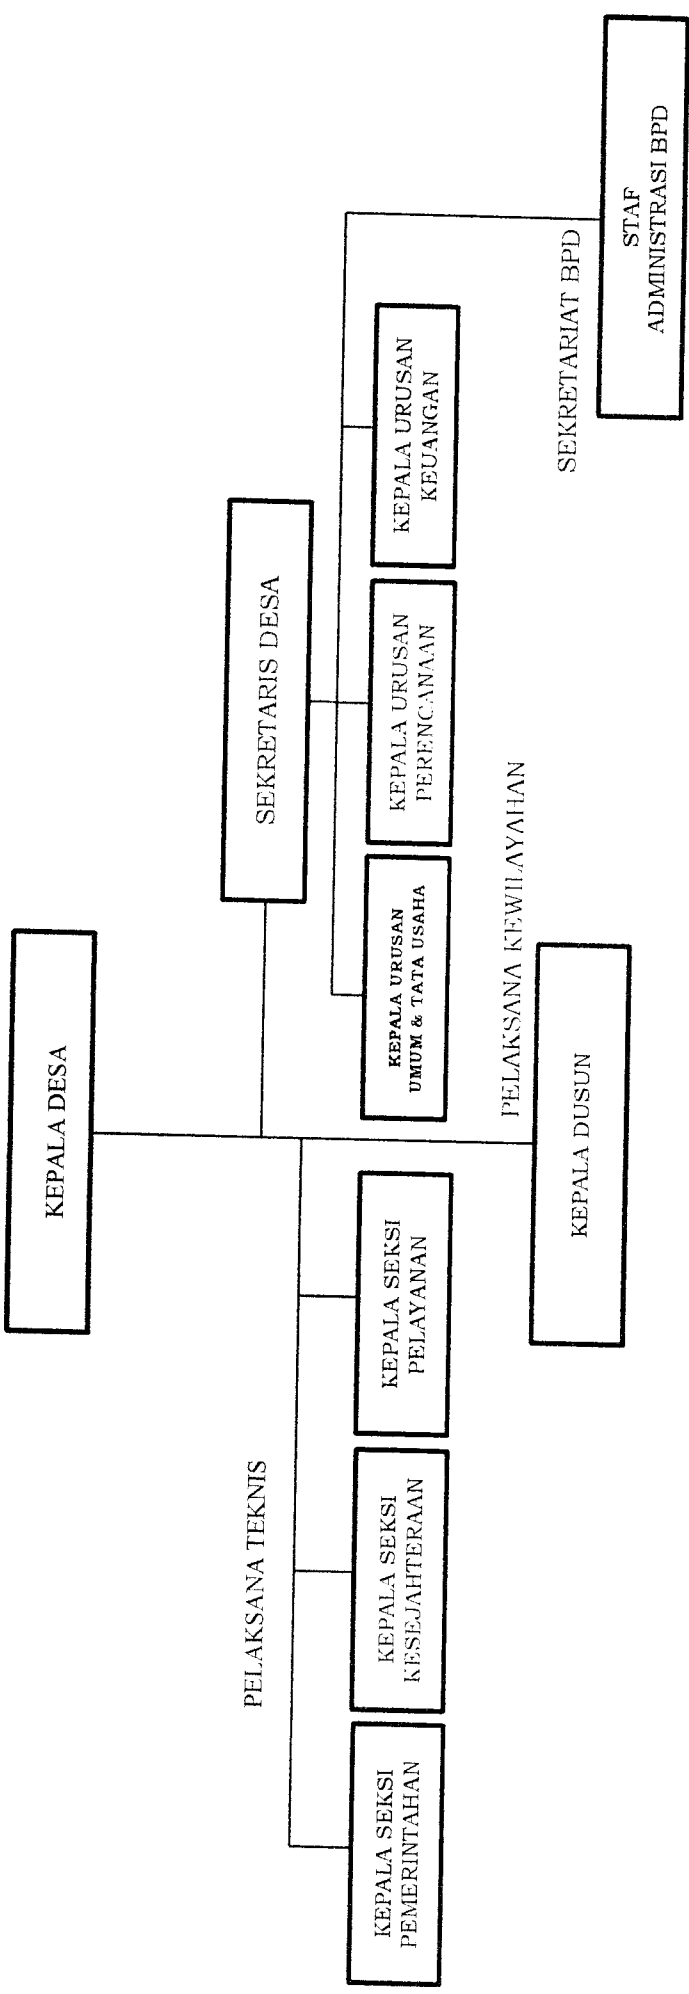 KEPALA DESA
SEKRETARIS DESA
PELAKSANA TEKNIS
KEPALA SEKSI
PEMERINTAHAN
KEPALA SEKSI
KESEJAHTERAAN
KEPALA SEKSI
PELAYANAN
KEPALA URUSAN
UMUM & TATA USAHA
KEPALA URUSAN
PERENCANAAN
KEPALA URUSAN
KEUANGAN
PELAKSANA KEWILAYAHAN
KEPALA DUSUN
SEKRETARIAT BPD
STAF
ADMINISTRASI BPD